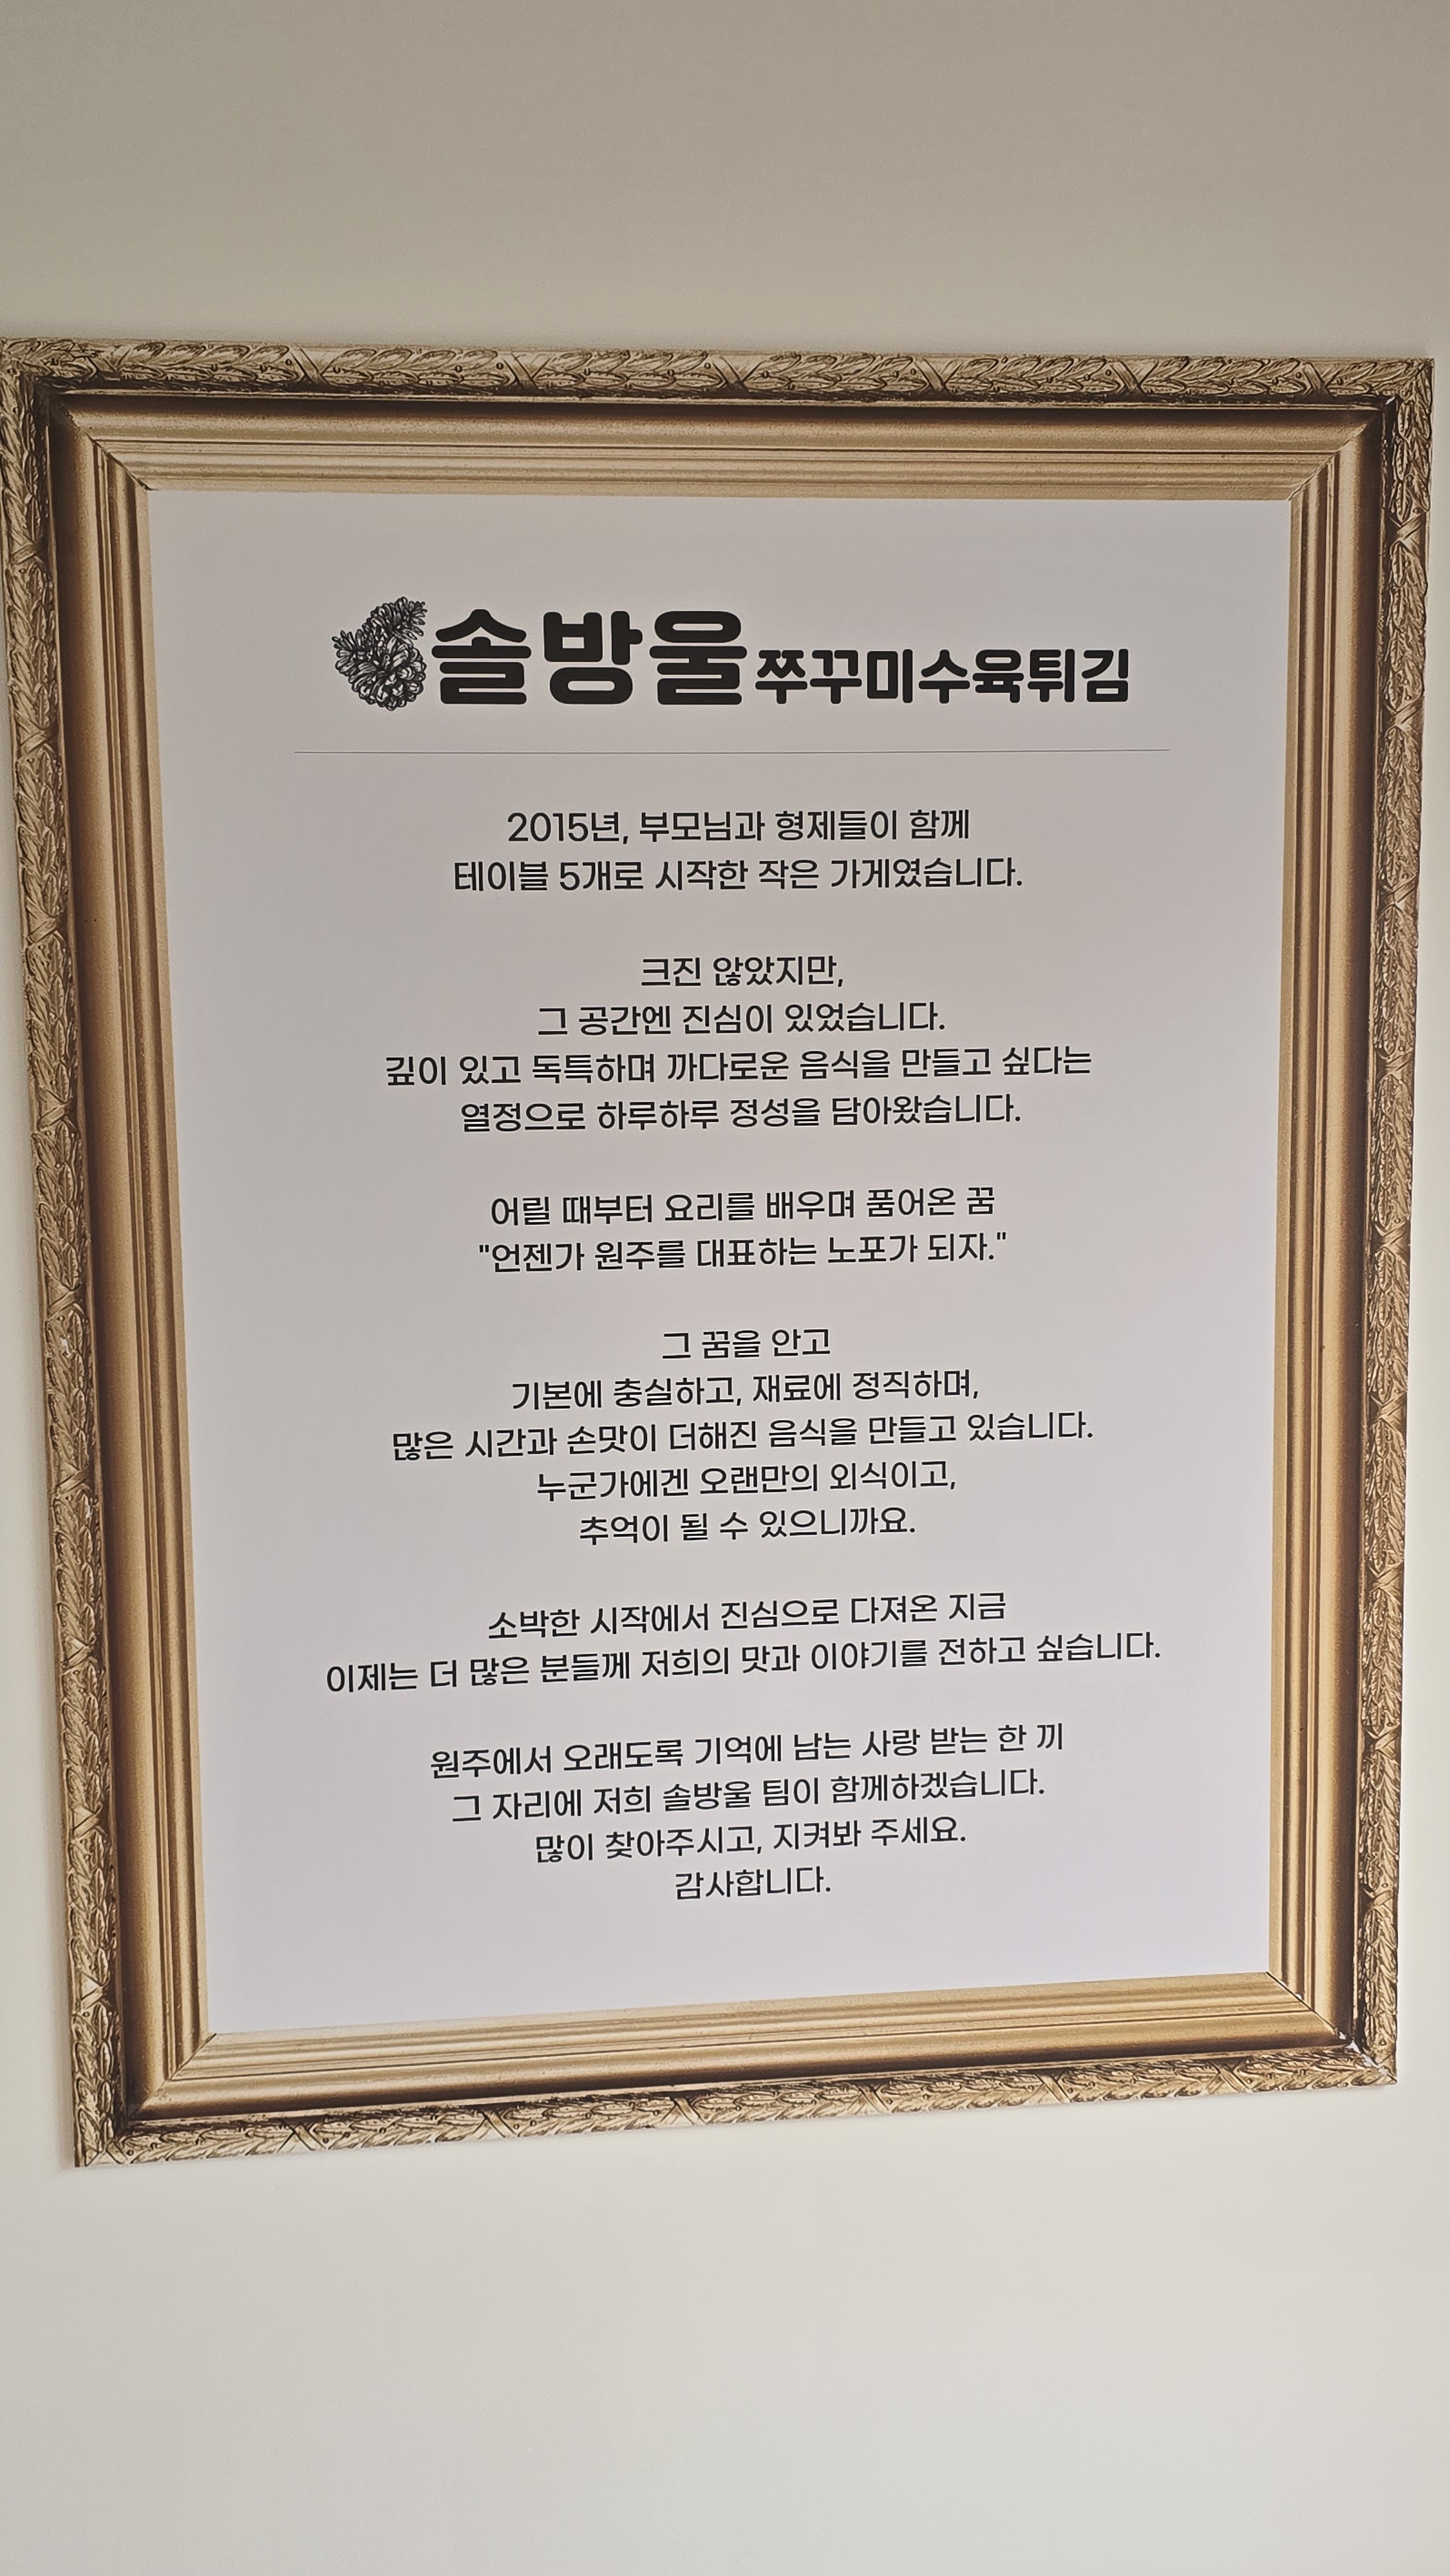 솔방울 쭈꾸미수육튀김
2015년, 부모님과 형제들이 함께
테이블 5개로 시작한 작은 가게였습니다.
크진 않았지만,
그 공간엔 진심이 있었습니다.
깊이 있고 독특하며 까다로운 음식을 만들고 싶다는
열정으로 하루하루 정성을 담아왔습니다.
어릴 때부터 요리를 배우며 품어온 꿈
"언젠가 원주를 대표하는 노포가 되자."
그 꿈을 안고
기본에 충실하고, 재료에 정직하며,
많은 시간과 손맛이 더해진 음식을 만들고 있습니다.
누군가에겐 오랜만의 외식이고,
추억이 될 수 있으니까요.
소박한 시작에서 진심으로 다져온 지금
이제는 더 많은 분들께 저희의 맛과 이야기를 전하고 싶습니다.
원주에서 오래도록 기억에 남는 사랑 받는 한 끼
그 자리에 저희 솔방울 팀이 함께하겠습니다.
많이 찾아주시고, 지켜봐 주세요.
감사합니다.